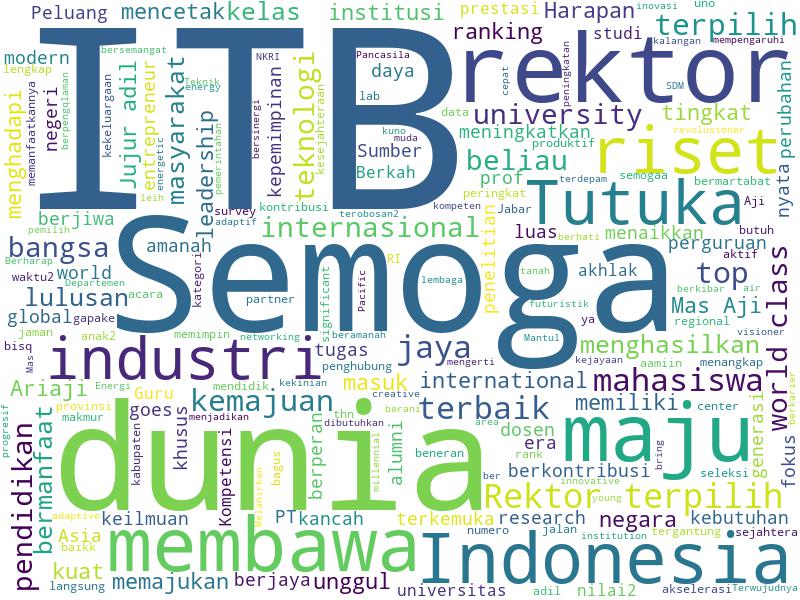 Peluang mencetak kelas institusi prestasi Harapan inovasi uno terpilih
ITB rektor
ranking studi kalangan mempengaruhi
modern bersemangat NKRI Pancasila
lengkap kekeluargaan Teknik energy teknologi daya cepat peningkatan SDM perubahan
menghadapi memanfaatkannya negeri berpengalaman Jujur adil entrepreneur energetic masyarakat pemerintahan bersinergi kepemimpinan kesejahteraan lab data university tingkat
kuno muda meningkatkan produktif revolusioner
Sumber beliau riset
Berkah prof terdepam semogaa bermartabat nyata
leih leadership kontribusi kompeten peringkat Tutuka Aji
pemilih berjiwa survey adaptif terobosan2 Jabar
internasional penelitian luas menaikkan butuh
bangsa Semoga amanah RI berhati perguruan
Berharap kategori aktif
waktu2 world Departemen Pacific lembaga tanah akhlak top air
lulusan acara partner significant futuristik berkibar Mas Aji world class
global gapake regional
jaman anak2 memimpin networking beramanah ya visioner
bisq industri tugas jaya Mantul menghasilkan
Mas penghubung mengerti kejayaan aamiin menangkap
Ariaji Energi mendidik kekinian masuk international mahasiswa
provinsi Guru kemajuan creative terbaik memiliki center generasi berkarier
progresif makmur goes menjadikan thn berani
pendidikan bermanfaat dunia khusus kabupaten Kompetensi berperan dibutuhkan millennial alumni area dosen maju
era rank bring fokus
beneran berkontribusi seleksi
Melahirkan bagus ber innovative young
adaptive Rektor terpilih
keilmuan PT kancah terkemuka research negara kebutuhan
Asia baikk numero jalan institution tergantung sejahtera
membawa Indonesia
kuat
langsung memajukan berjaya unggul universitas adil nilai2 akselerasi Terwujudnya